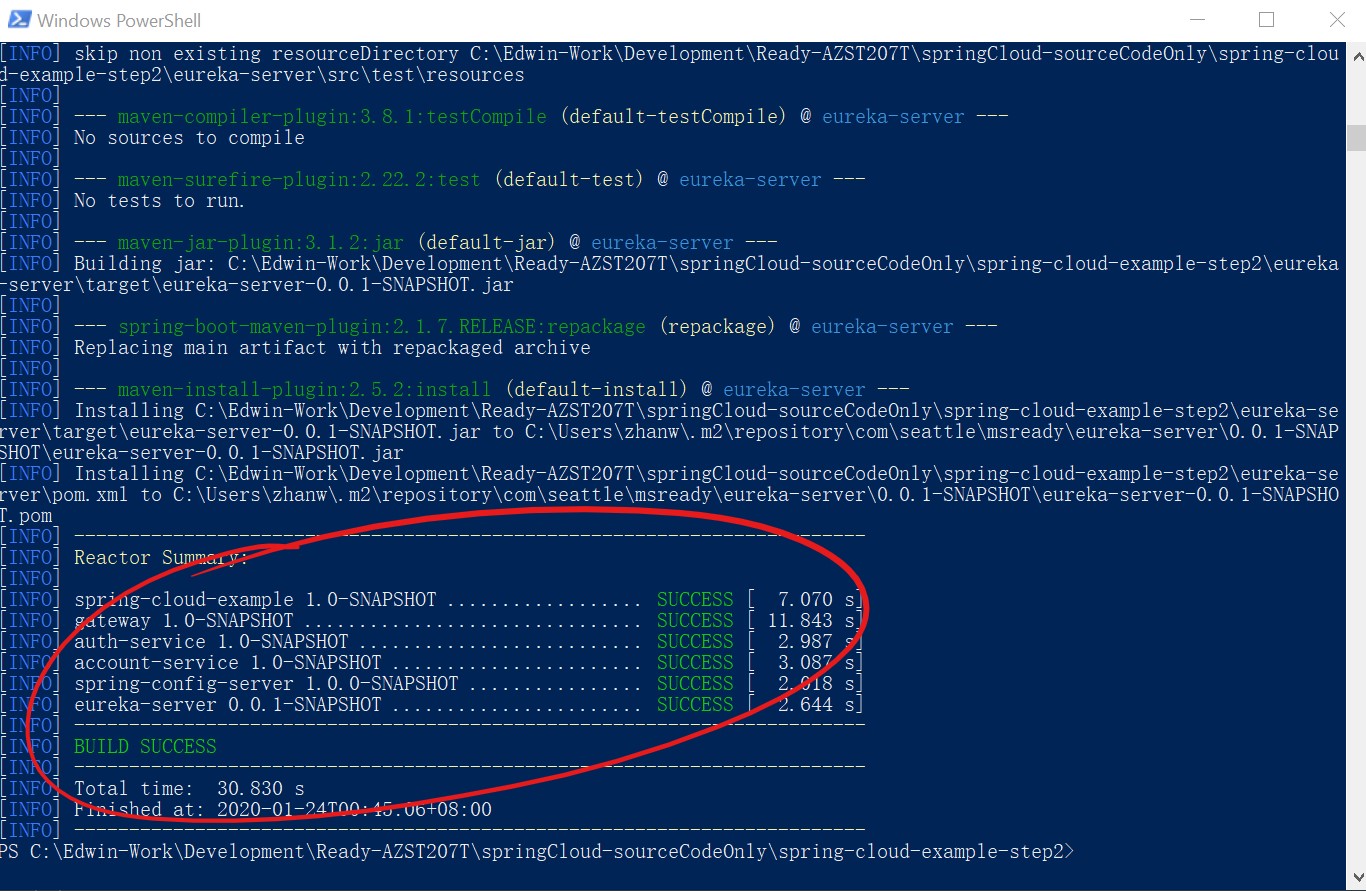 Windows PowerShell
[INFO] skip non existing resourceDirectory C:\Edwin-Work\Development\Ready-AZST207T\springCloud-sourceCodeOnly\spring-clou
d-example-step2\eureka-server\src\test\resources
[INFO]
[INFO] --- maven-compiler-plugin:3.8.1:testCompile (default-testCompile) @ eureka-server ---
[INFO] No sources to compile
[INFO]
[INFO] --- maven-surefire-plugin:2.22.2:test (default-test) @ eureka-server ---
[INFO] No tests to run.
[INFO]
[INFO] --- maven-jar-plugin:3.1.2:jar (default-jar) @ eureka-server ---
[INFO] Building jar: C:\Edwin-Work\Development\Ready-AZST207T\springCloud-sourceCodeOnly\spring-cloud-example-step2\eureka
-server\target\eureka-server-0.0.1-SNAPSHOT.jar
[INFO]
[INFO] --- spring-boot-maven-plugin:2.1.7.RELEASE:repackage (repackage) @ eureka-server ---
[INFO] Replacing main artifact with repackaged archive
[INFO]
[INFO] --- maven-install-plugin:2.5.2:install (default-install) @ eureka-server ---
[INFO] Installing C:\Edwin-Work\Development\Ready-AZST207T\springCloud-sourceCodeOnly\spring-cloud-example-step2\eureka-se
rver\target\eureka-server-0.0.1-SNAPSHOT.jar to C:\Users\zhanw\.m2\repository\com\seattle\msready\eureka-server\0.0.1-SNAP
SHOT\eureka-server-0.0.1-SNAPSHOT.jar
[INFO] Installing C:\Edwin-Work\Development\Ready-AZST207T\springCloud-sourceCodeOnly\spring-cloud-example-step2\eureka-se
rver\pom.xml to C:\Users\zhanw\.m2\repository\com\seattle\msready\eureka-server\0.0.1-SNAPSHOT\eureka-server-0.0.1-SNAPSHO
T.pom
[INFO] ------------------------------------------------------------------------
[INFO] Reactor Summary:
[INFO]
[INFO] spring-cloud-example 1.0-SNAPSHOT .................. SUCCESS [  7.070 s]
[INFO] gateway 1.0-SNAPSHOT ............................... SUCCESS [ 11.843 s]
[INFO] auth-service 1.0-SNAPSHOT .......................... SUCCESS [  2.987 s]
[INFO] account-service 1.0-SNAPSHOT ....................... SUCCESS [  3.087 s]
[INFO] spring-config-server 1.0.0-SNAPSHOT ................ SUCCESS [  2.018 s]
[INFO] eureka-server 0.0.1-SNAPSHOT ....................... SUCCESS [  2.644 s]
[INFO] ------------------------------------------------------------------------
[INFO] BUILD SUCCESS
[INFO] ------------------------------------------------------------------------
[INFO] Total time:  30.830 s
[INFO] Finished at: 2020-01-24T00:45:06+08:00
[INFO] ------------------------------------------------------------------------
PS C:\Edwin-Work\Development\Ready-AZST207T\springCloud-sourceCodeOnly\spring-cloud-example-step2>